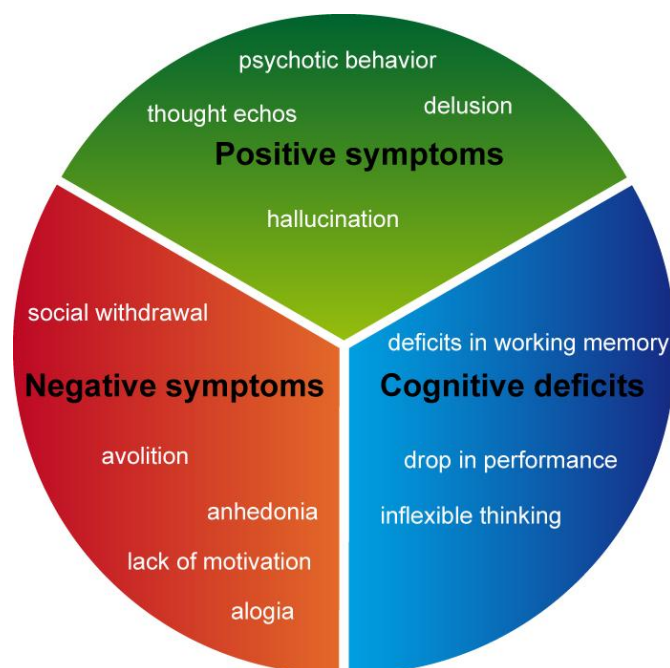 psychotic behavior
thought echos
delusion
Positive symptoms
hallucination
social withdrawal
Negative symptoms
avolition
anhedonia
lack of motivation
alogia
deficits in working memory
Cognitive deficits
drop in performance
inflexible thinking